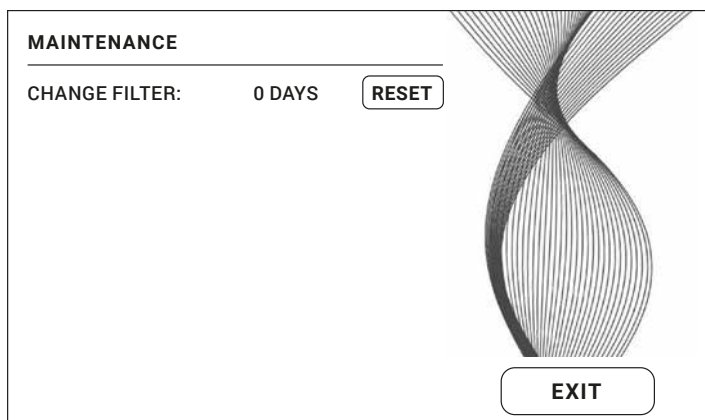 MAINTENANCE
CHANGE FILTER: 0 DAYS RESET
EXIT